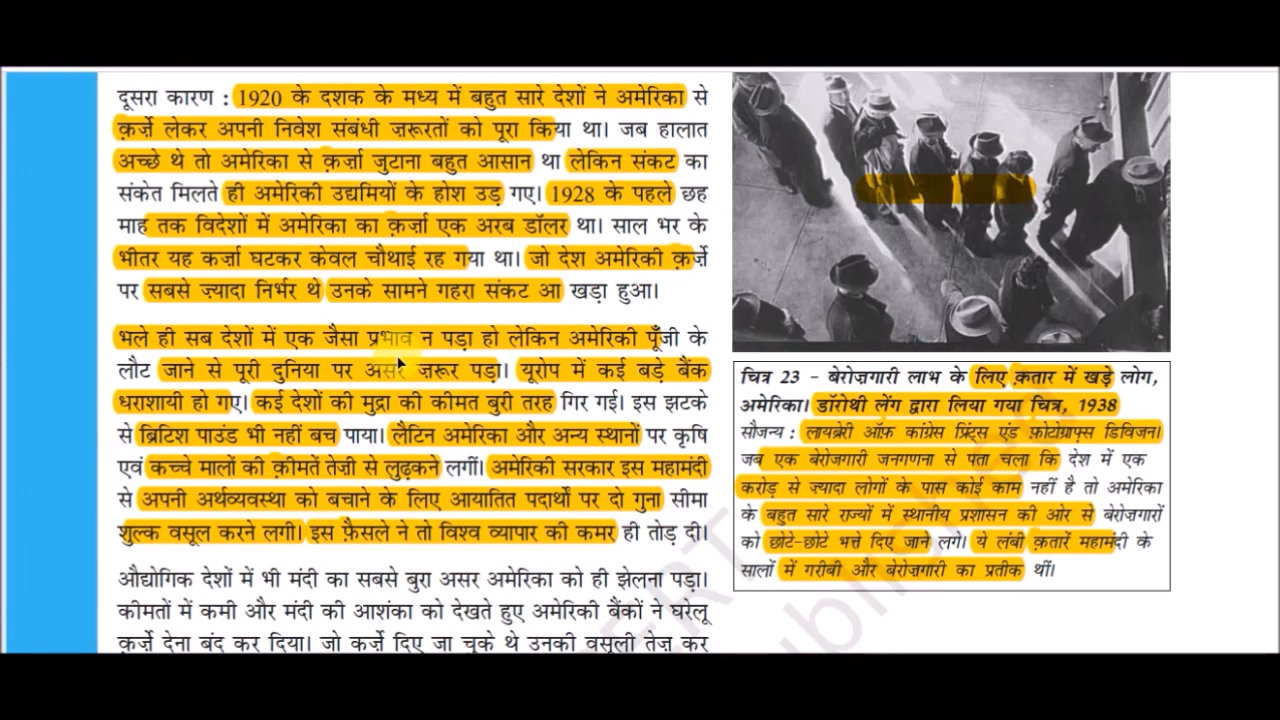 दूसरा कारण : 1920 के दशक के मध्य में बहुत सारे देशों ने अमेरिका से
क़र्ज़े लेकर अपनी निवेश संबंधी ज़रूरतों को पूरा किया था। जब हालात
अच्छे थे तो अमेरिका से क़र्ज़ा जुटाना बहुत आसान था लेकिन संकट का
संकेत मिलते ही अमेरिकी उद्यमियों के होश उड़ गए। 1928 के पहले छह
माह तक विदेशों में अमेरिका का क़र्ज़ा एक अरब डॉलर था। साल भर के
भीतर यह कर्ज़ा घटकर केवल चौथाई रह गया था। जो देश अमेरिकी क़र्ज़े
पर सबसे ज़्यादा निर्भर थे उनके सामने गहरा संकट आ खड़ा हुआ।
भले ही सब देशों में एक जैसा प्रभाव न पड़ा हो लेकिन अमेरिकी पूँजी के
लौट जाने से पूरी दुनिया पर असर ज़रूर पड़ा। यूरोप में कई बड़े बैंक
धराशायी हो गए। कई देशों की मुद्रा की कीमत बुरी तरह गिर गई। इस झटके
से ब्रिटिश पाउंड भी नहीं बच पाया। लैटिन अमेरिका और अन्य स्थानों पर कृषि
एवं कच्चे मालों की क़ीमतें तेज़ी से लुढ़कने लगीं। अमेरिकी सरकार इस महामंदी
से अपनी अर्थव्यवस्था को बचाने के लिए आयातित पदार्थों पर दो गुना सीमा
शुल्क वसूल करने लगी। इस फ़ैसले ने तो विश्व व्यापार की कमर ही तोड़ दी।
औद्योगिक देशों में भी मंदी का सबसे बुरा असर अमेरिका को ही झेलना पड़ा।
कीमतों में कमी और मंदी की आशंका को देखते हुए अमेरिकी बैंकों ने घरेलू
क़र्ज़े देना बंद कर दिया। जो कर्ज़े दिए जा चुके थे उनकी वसूली तेज़ कर
चित्र 23 – बेरोज़गारी लाभ के लिए क़तार में खड़े लोग,
अमेरिका। डॉरोथी लेंग द्वारा लिया गया चित्र, 1938
सौजन्य : लायब्रेरी ऑफ़ कांग्रेस प्रिंट्स एंड फ़ोटोग्राफ़्स डिविजन।
जब एक बेरोज़गारी जनगणना से पता चला कि देश में एक
करोड़ से ज़्यादा लोगों के पास कोई काम नहीं है तो अमेरिका
के बहुत सारे राज्यों में स्थानीय प्रशासन की ओर से बेरोज़गारों
को छोटे-छोटे भत्ते दिए जाने लगे। ये लंबी क़तारें महामंदी के
सालों में गरीबी और बेरोज़गारी का प्रतीक थीं।